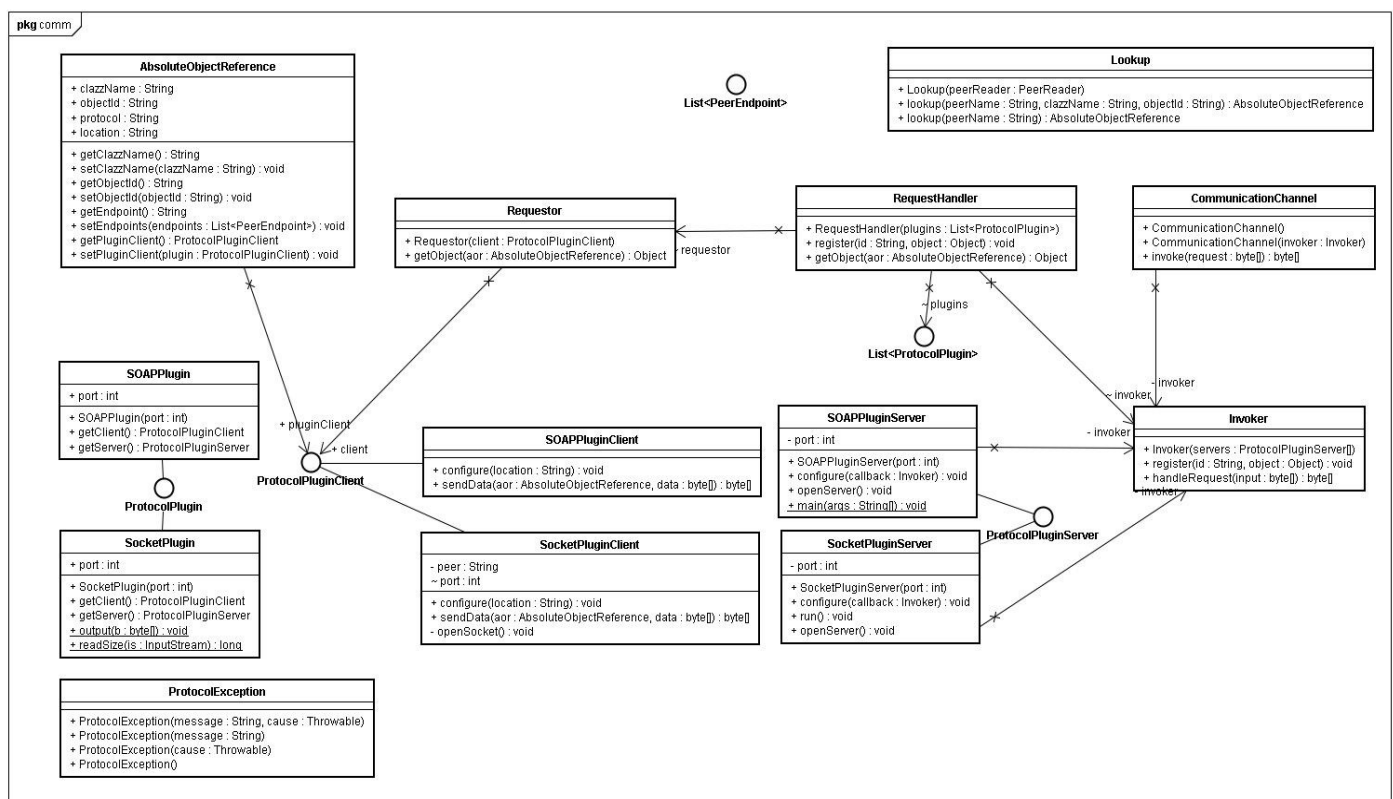 pkg comm
AbsoluteObjectReference
+ clazzName : String
+ objectId : String
+ protocol : String
+ location : String
+ getClazzName() : String
+ setClazzName(clazzName : String) : void
+ getObjectId() : String
+ setObjectId(objectId : String) : void
+ getEndpoint() : String
+ setEndpoints(endpoints : List<PeerEndpoint>) : void
+ getPluginClient() : ProtocolPluginClient
+ setPluginClient(plugin : ProtocolPluginClient) : void
List<PeerEndpoint>
Lookup
+ Lookup(peerReader : PeerReader)
+ lookup(peerName : String, clazzName : String, objectId : String) : AbsoluteObjectReference
+ lookup(peerName : String) : AbsoluteObjectReference
Requestor
+ Requestor(client : ProtocolPluginClient)
+ getObject(aor : AbsoluteObjectReference) : Object
~ requestor
RequestHandler
+ RequestHandler(plugins : List<ProtocolPlugin>)
+ register(id : String, object : Object) : void
+ getObject(aor : AbsoluteObjectReference) : Object
~ plugins
List<ProtocolPlugin>
CommunicationChannel
+ CommunicationChannel()
+ CommunicationChannel(invoker : Invoker)
+ invoke(request : byte[]) : byte[]
- invoker
~ invoker
- invoker
Invoker
+ Invoker(servers : ProtocolPluginServer[])
+ register(id : String, object : Object) : void
+ handleRequest(input : byte[]) : byte[]
- invoker
SOAPPlugin
+ port : int
+ SOAPPlugin(port : int)
+ getClient() : ProtocolPluginClient
+ getServer() : ProtocolPluginServer
ProtocolPlugin
+ pluginClient
+ client
ProtocolPluginClient
SOAPPluginClient
+ configure(location : String) : void
+ sendData(aor : AbsoluteObjectReference, data : byte[]) : byte[]
SOAPPluginServer
- port : int
+ SOAPPluginServer(port : int)
+ configure(callback : Invoker) : void
+ openServer() : void
+ main(args : String[]) : void
ProtocolPluginServer
SocketPlugin
+ port : int
+ SocketPlugin(port : int)
+ getClient() : ProtocolPluginClient
+ getServer() : ProtocolPluginServer
+ output(b : byte[]) : void
+ readSize(is : InputStream) : long
SocketPluginClient
- peer : String
~ port : int
+ configure(location : String) : void
+ sendData(aor : AbsoluteObjectReference, data : byte[]) : byte[]
- openSocket() : void
SocketPluginServer
- port : int
+ SocketPluginServer(port : int)
+ configure(callback : Invoker) : void
+ run() : void
+ openServer() : void
ProtocolException
+ ProtocolException(message : String, cause : Throwable)
+ ProtocolException(message : String)
+ ProtocolException(cause : Throwable)
+ ProtocolException()